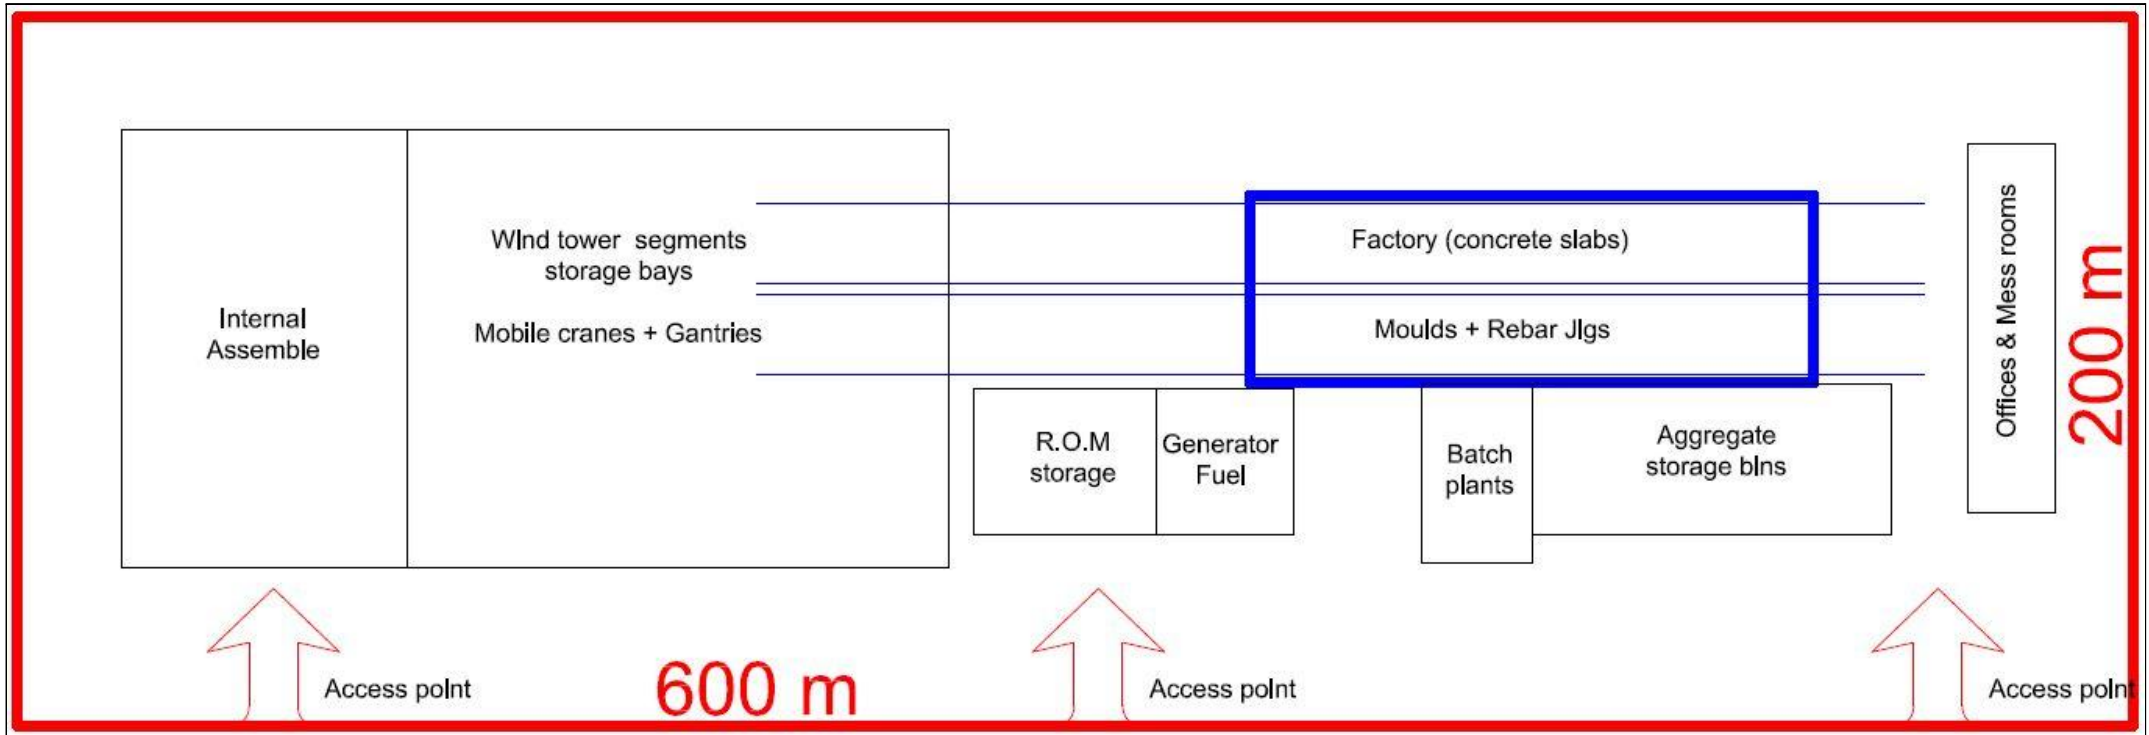 WInd tower segments
storage bays
Mobile cranes + Gantries
Internal
Assemble
Factory (concrete slabs)
Moulds + Rebar JIgs
Offices & Mess rooms
200 m
R.O.M
storage
Generator
Fuel
Batch
plants
Aggregate
storage bIns
Access poInt
600 m
Access poInt
Access poInt